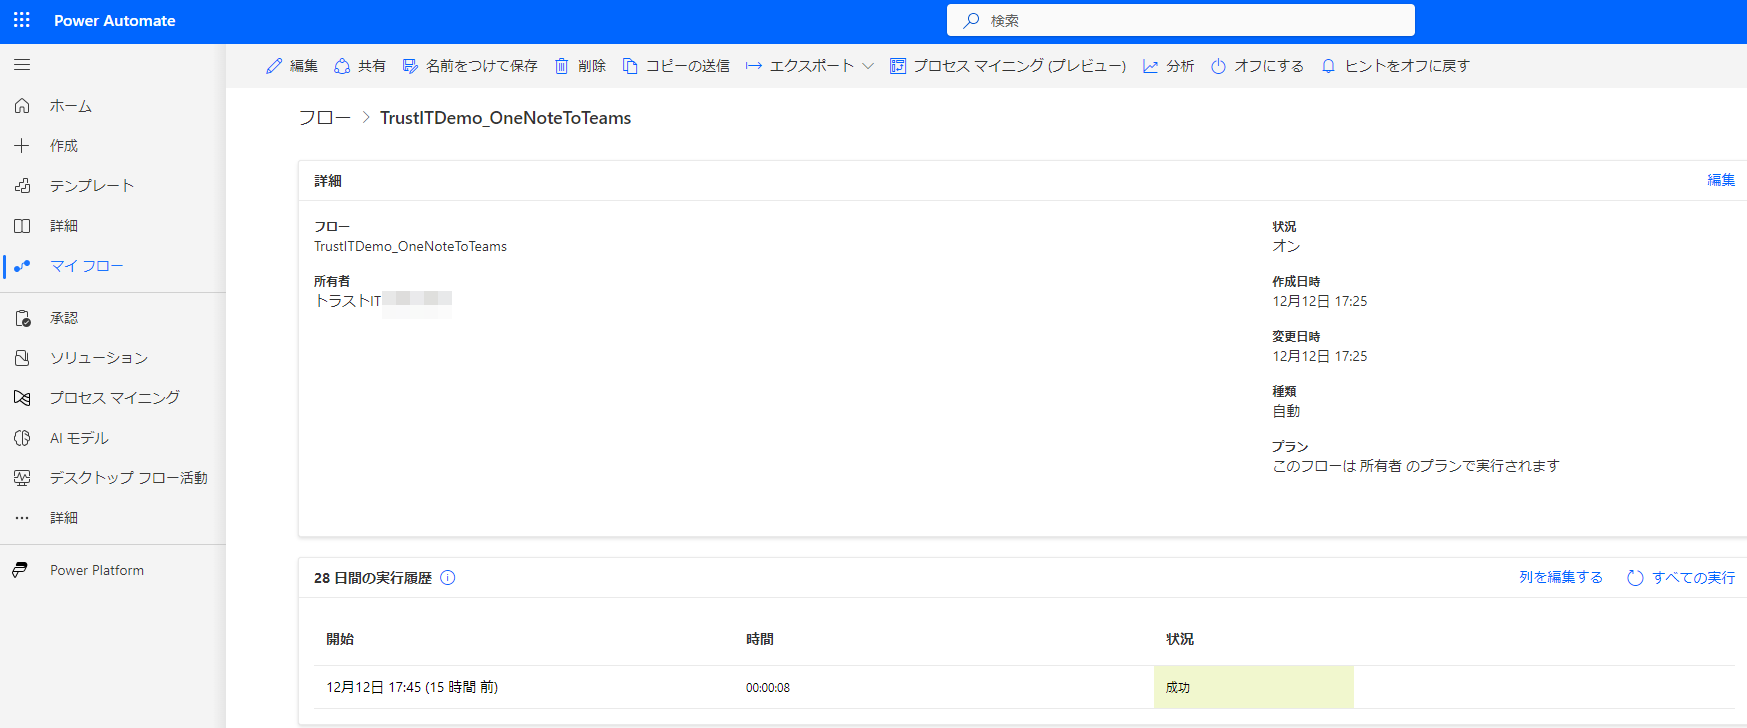 Power Automate
検索
編集 共有 名前をつけて保存 削除 コピーの送信 エクスポート プロセス マイニング (プレビュー) 分析 オフにする ヒントをオフに戻す
ホーム
作成
テンプレート
詳細
マイ フロー
承認
ソリューション
プロセス マイニング
AI モデル
デスクトップ フロー活動
詳細
Power Platform
フロー TrustITDemo_OneNoteToTeams
詳細 編集
フロー
TrustITDemo_OneNoteToTeams
所有者
トラストIT
状況
オン
作成日時
12月12日 17:25
変更日時
12月12日 17:25
種類
自動
プラン
このフローは 所有者 のプランで実行されます
28 日間の実行履歴 列を編集する すべての実行
開始 時間 状況
12月12日 17:45 (15 時間 前) 00:00:08 成功